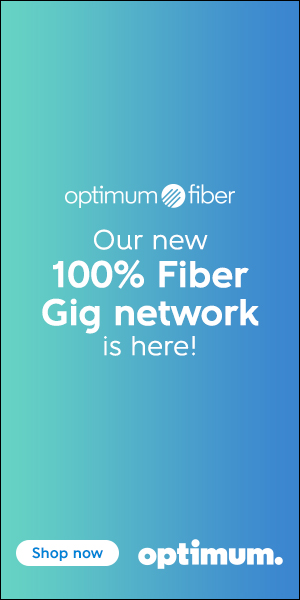 optimum fiber
Our new
100% Fiber
Gig network
is here!
Shop now
optimum.